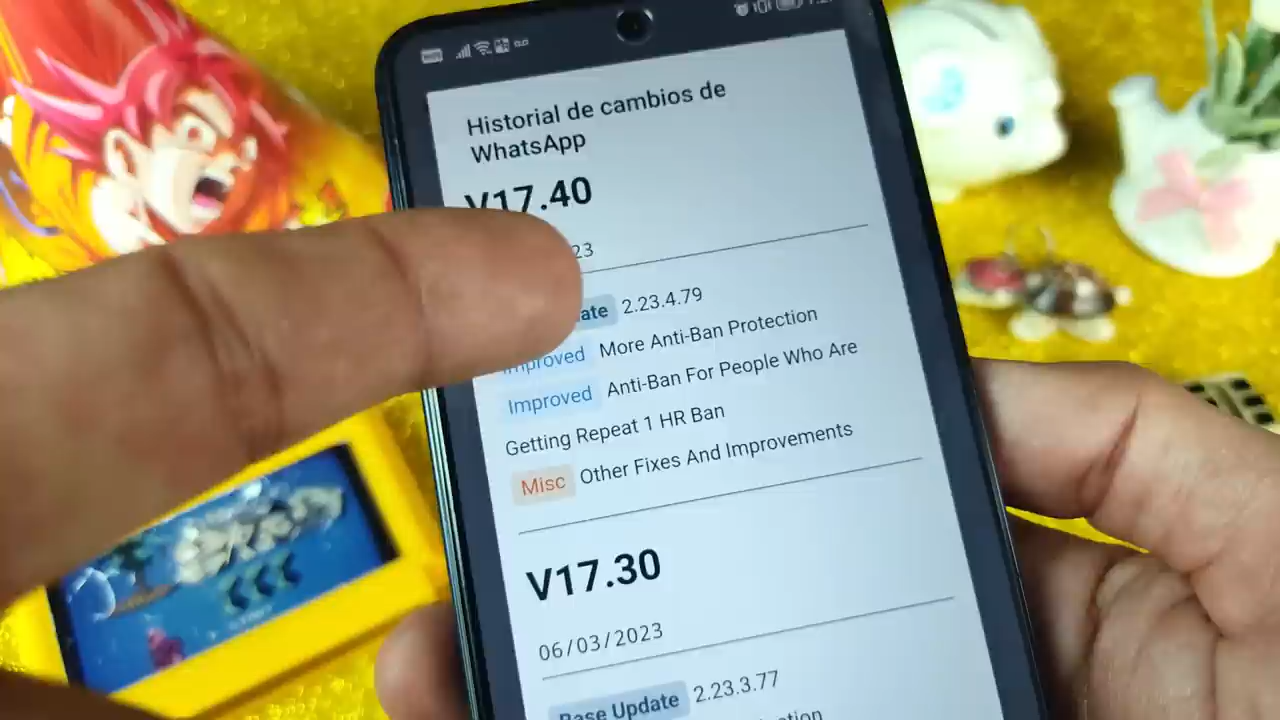 Historial de cambios de
WhatsApp
V17.40
23
ate 2.23.4.79
Improved More Anti-Ban Protection
Improved Anti-Ban For People Who Are
Getting Repeat 1 HR Ban
Misc Other Fixes And Improvements
V17.30
06/03/2023
Base Update 2.23.3.77